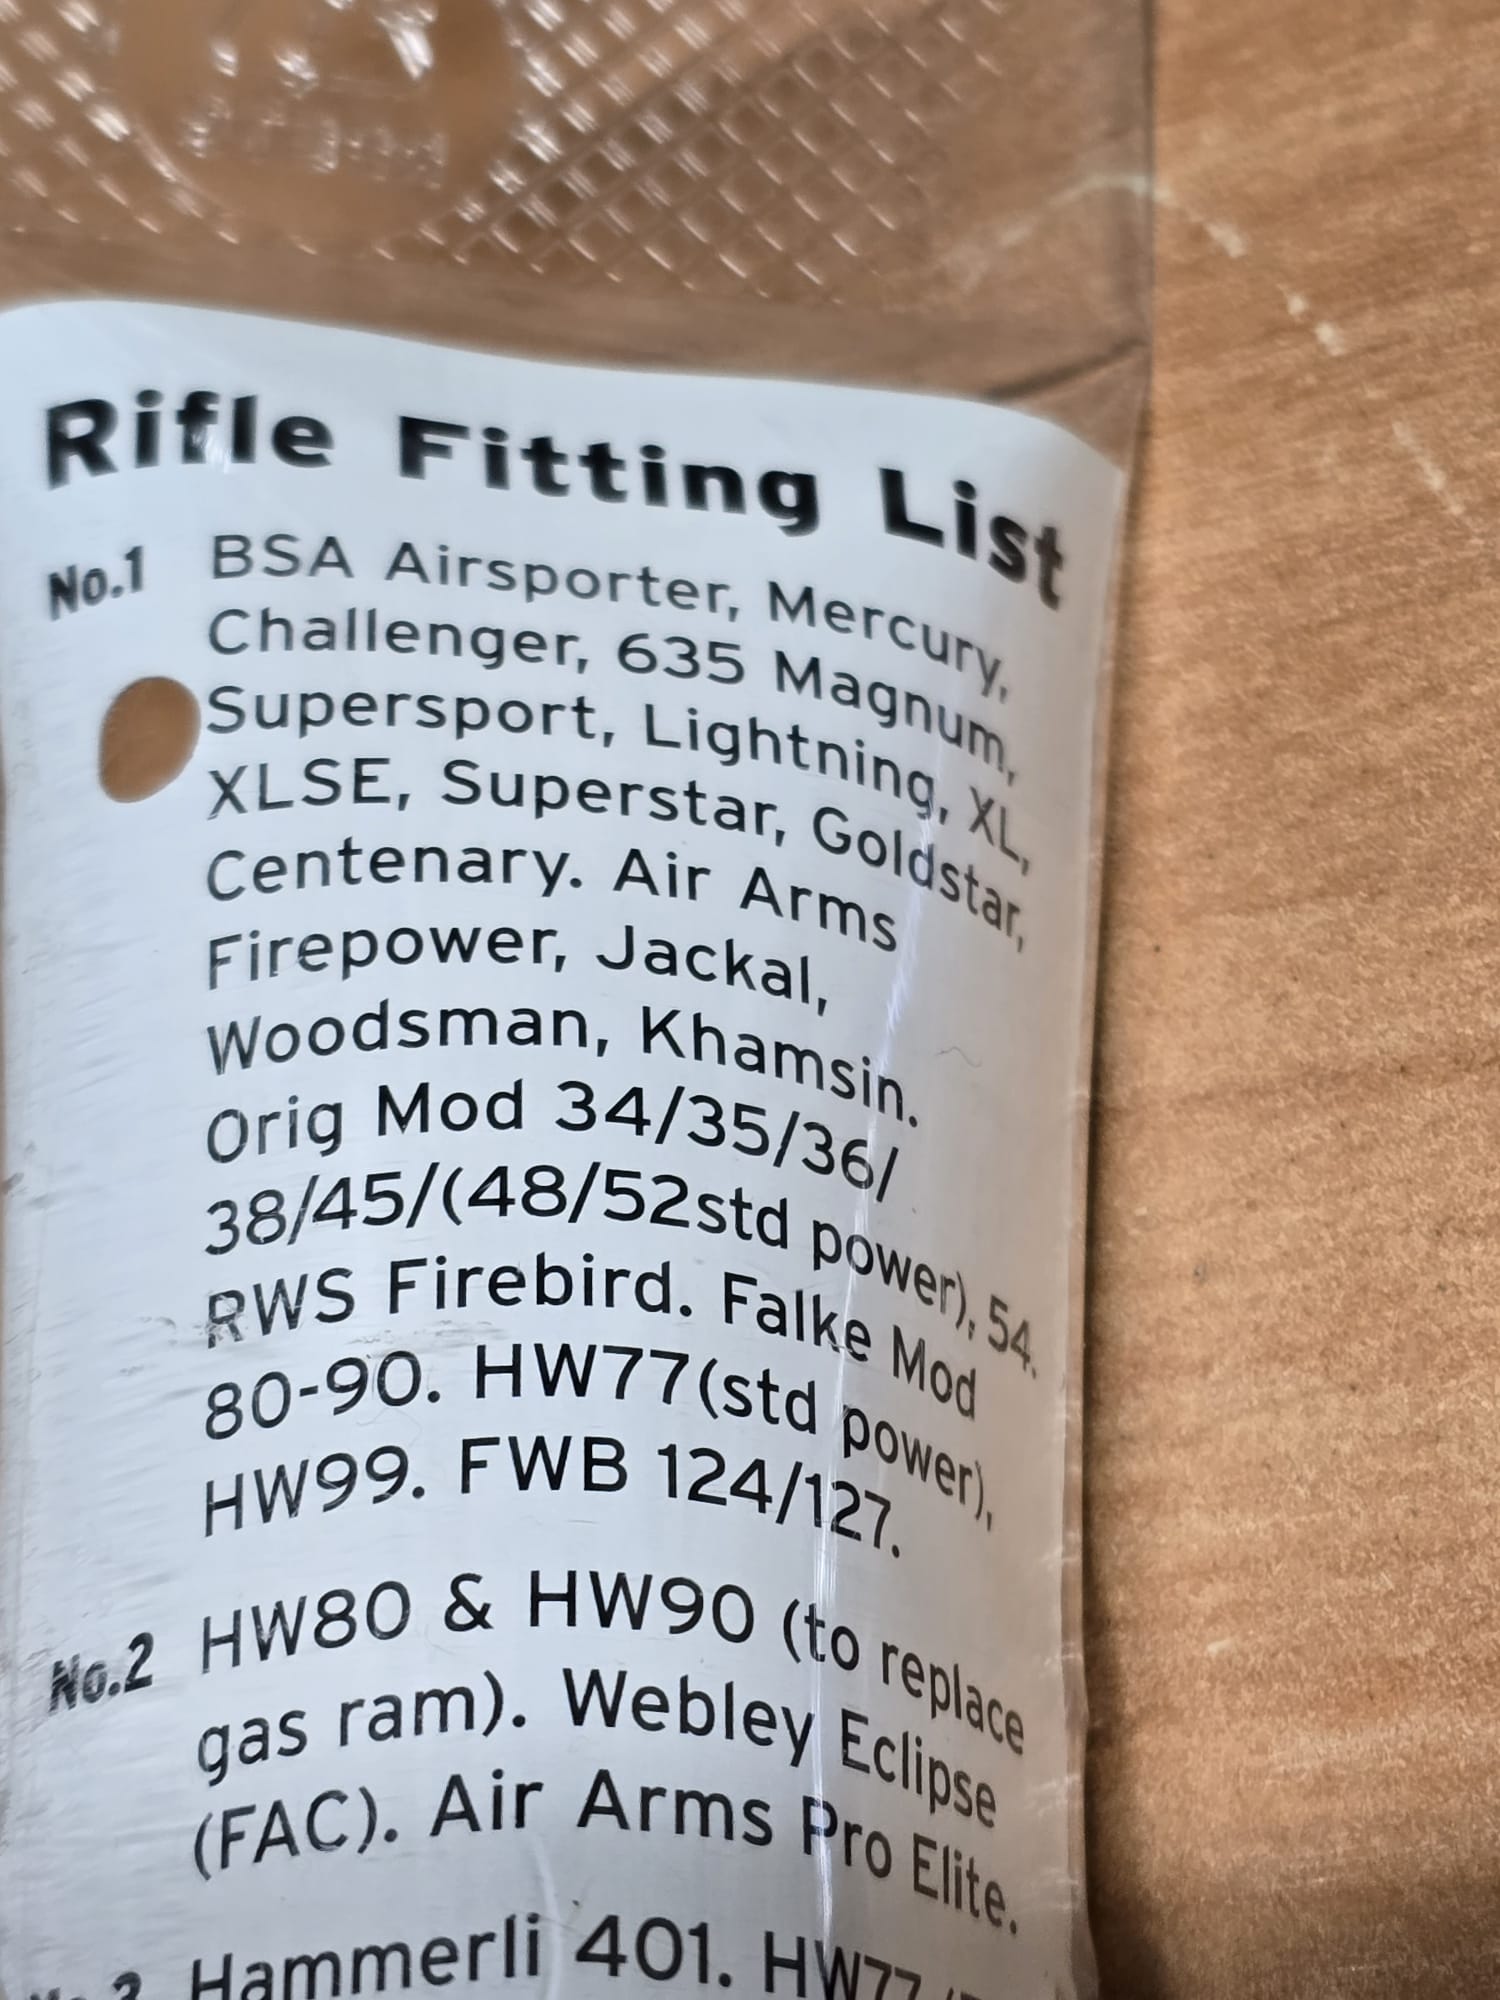 Rifle Fitting List
No.1 BSA Airsporter, Mercury,
Challenger, 635 Magnum,
Supersport, Lightning, XL,
XLSE, Superstar, Goldstar,
Centenary. Air Arms
Firepower, Jackal,
Woodsman, Khamsin.
Orig Mod 34/35/36/
38/45/(48/52std power), 54.
RWS Firebird. Falke Mod
80-90. HW77(std power),
HW99. FWB 124/127.
No.2 HW80 & HW90 (to replace
gas ram). Webley Eclipse
(FAC). Air Arms Pro Elite.
Hammerli 401. HW77